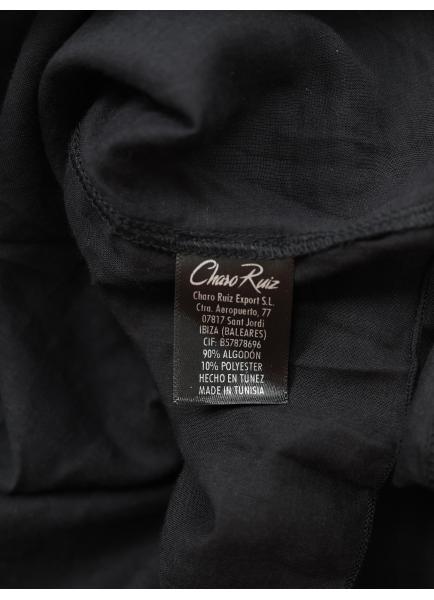 Charo Ruiz
Charo Ruiz Export S.L.
Ctra. Aeropuerto, 77
07817 Sant Jordi
IBIZA (BALEARES)
CIF: B57878696
90% ALGODÓN
10% POLYESTER
HECHO EN TÚNEZ
MADE IN TUNISIA